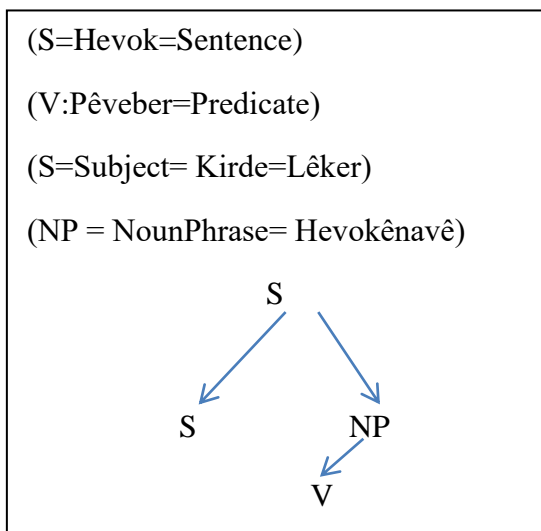 (S=Hevok=Sentence)
(V:Pêveber=Predicate)
(S=Subject= Kirde=Lêker)
(NP = NounPhrase= Hevokênavê)
S
S NP
V